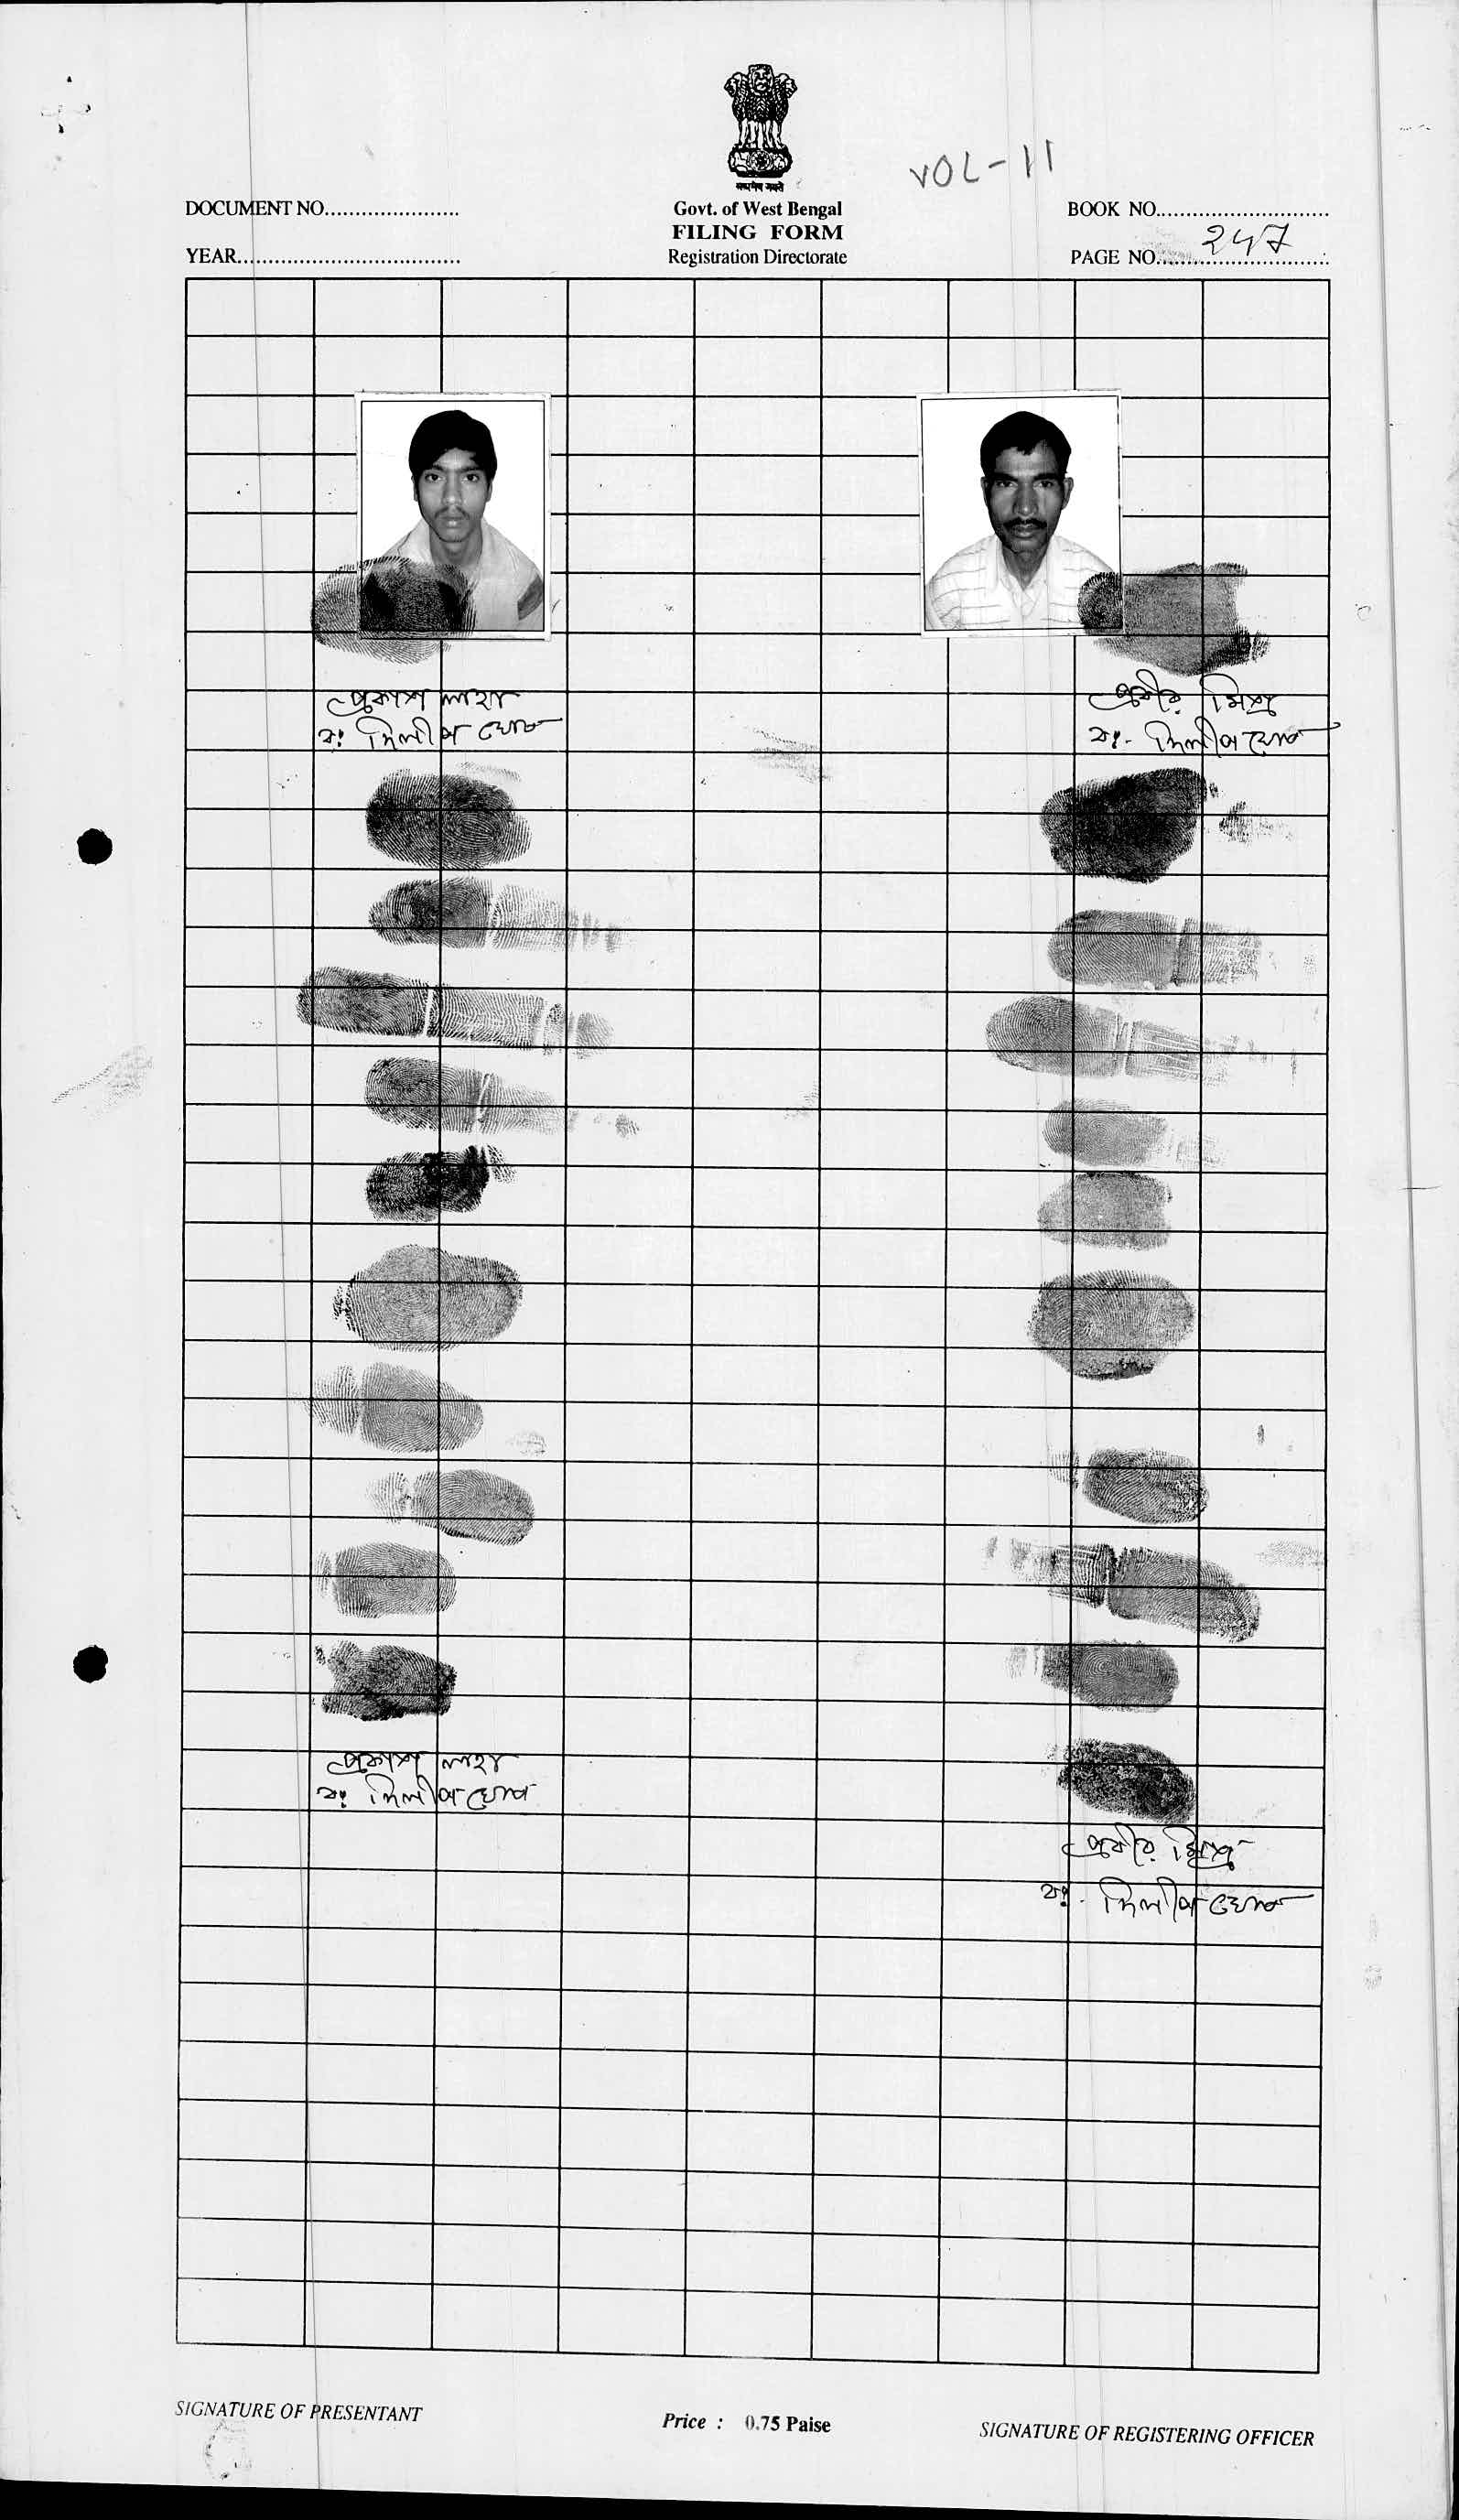 सत्यमेव जयते
VOL-11
DOCUMENT NO......................
Govt. of West Bengal
BOOK NO............................
FILING FORM
YEAR....................................
Registration Directorate
PAGE NO. 247
প্রকাশ লাহা
বঃ দিলীপ ঘোষ
প্রবীর মিশ্র
বঃ- দিলীপ ঘোষ
প্রকাশ লাহা
বঃ দিলীপ ঘোষ
প্রবীর মিশ্র
বঃ- দিলীপ ঘোষ
SIGNATURE OF PRESENTANT
Price : 0.75 Paise
SIGNATURE OF REGISTERING OFFICER